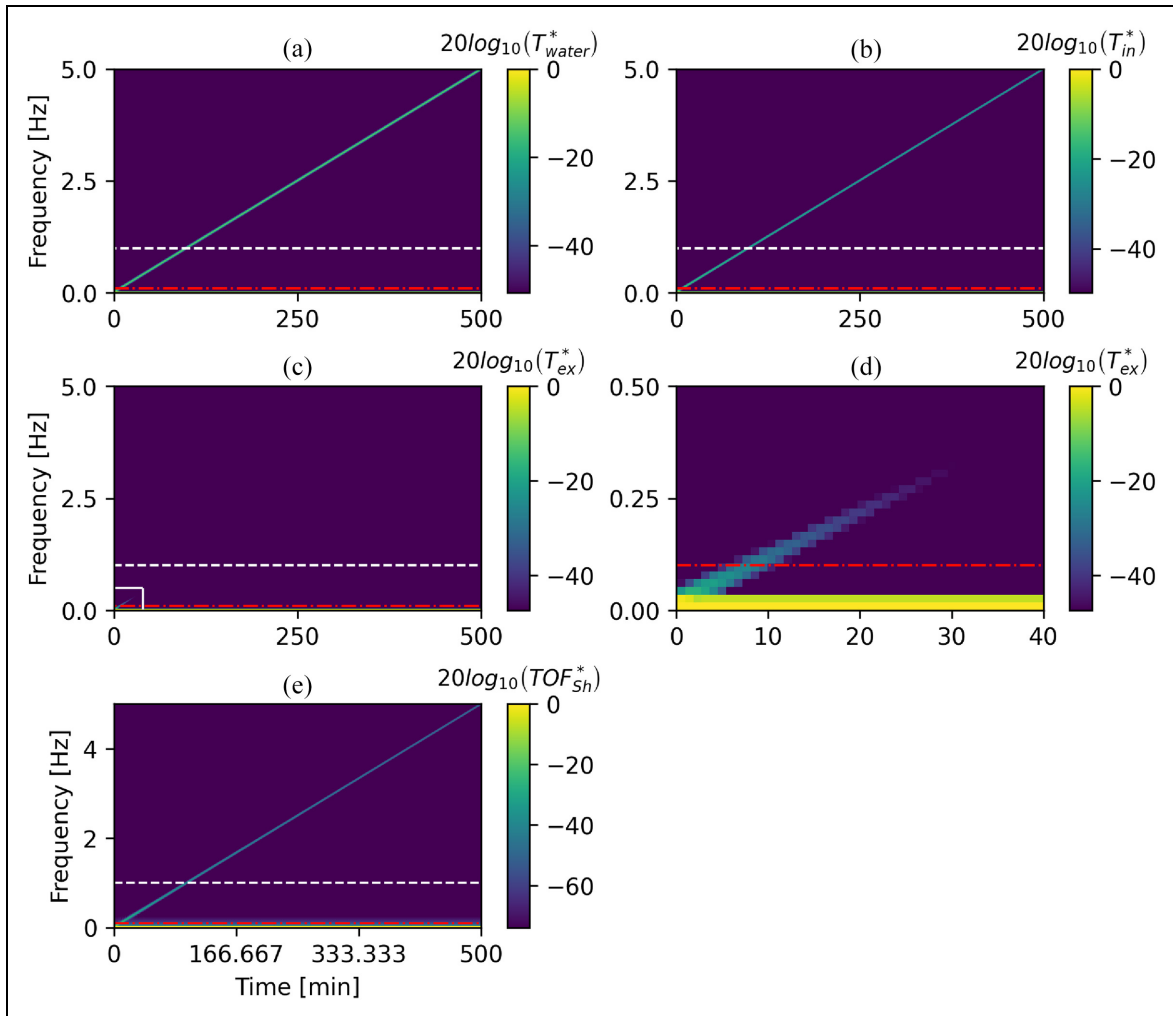 (a) 20log₁₀(T*water) (b) 20log₁₀(T*in)
5.0 0 5.0 0
Frequency [Hz]
−20 −20
2.5 2.5
−40 −40
0.0 0.0
0 250 500 0 250 500
(c) 20log₁₀(T*ex) (d) 20log₁₀(T*ex)
5.0 0 0.50 0
Frequency [Hz]
−20 −20
2.5 0.25
−40 −40
0.0 0.00
0 250 500 0 10 20 30 40
(e) 20log₁₀(TOF*Sh)
0
4
Frequency [Hz]
−20
2
−40
−60
0
0 166.667 333.333 500
Time [min]